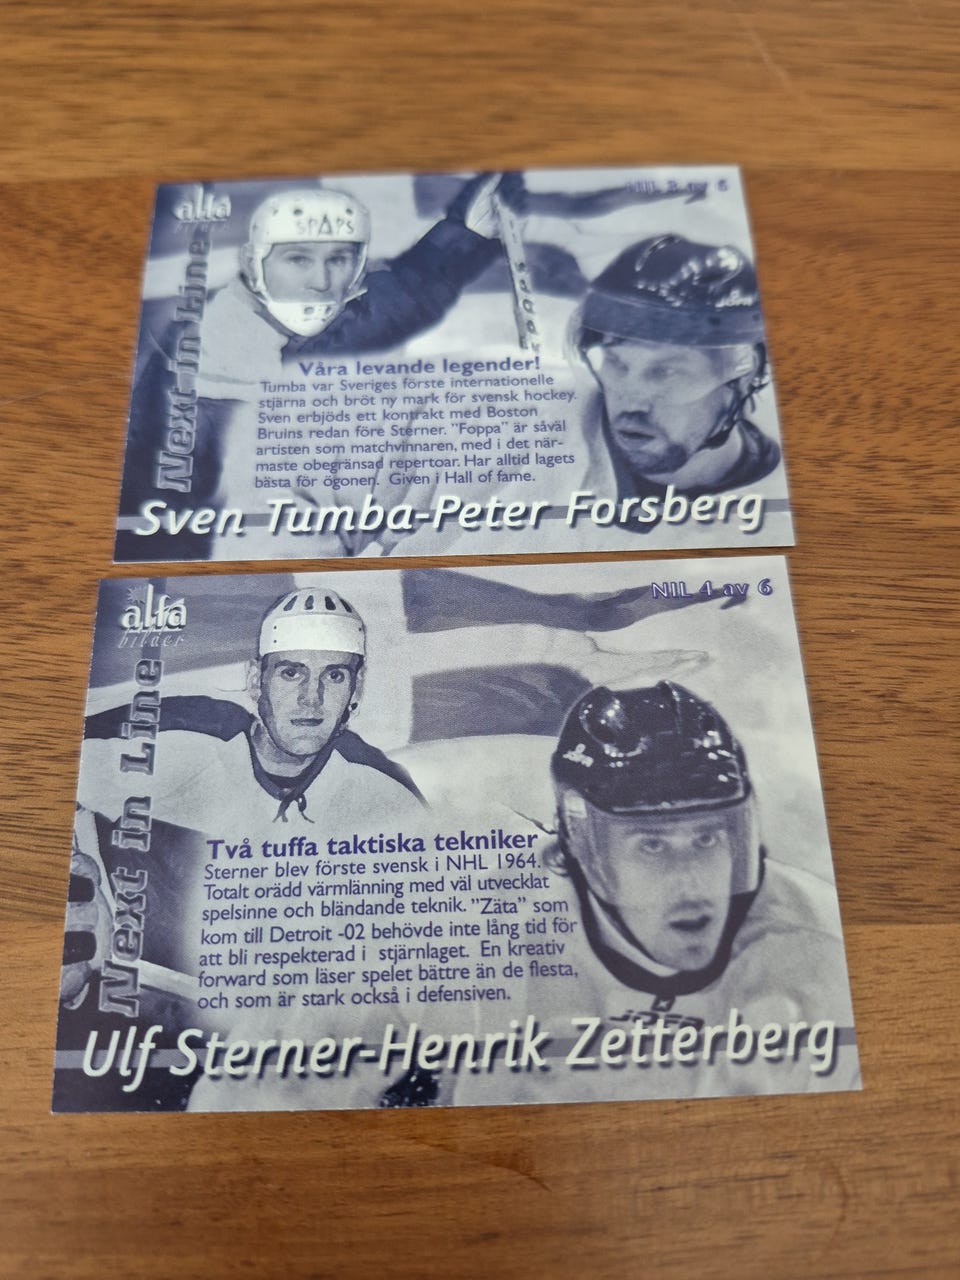 alfa
bilder
NIL 3 av 6
SPAPS
JOFA
Next in Line
Våra levande legender!
Tumba var Sveriges förste internationelle
stjärna och bröt ny mark för svensk hockey.
Sven erbjöds ett kontrakt med Boston
Bruins redan före Sterner. "Foppa" är såväl
artisten som matchvinnaren, med i det när-
maste obegränsad repertoar. Har alltid lagets
bästa för ögonen. Given i Hall of fame.
Sven Tumba-Peter Forsberg
alfa
bilder
NIL 4 av 6
Next in Line
JOFA
Två tuffa taktiska tekniker
Sterner blev förste svensk i NHL 1964.
Totalt orädd värmlänning med väl utvecklat
spelsinne och bländande teknik. "Zäta" som
kom till Detroit -02 behövde inte lång tid för
att bli respekterad i stjärnlaget. En kreativ
forward som läser spelet bättre än de flesta,
och som är stark också i defensiven.
JOFA
Ulf Sterner-Henrik Zetterberg